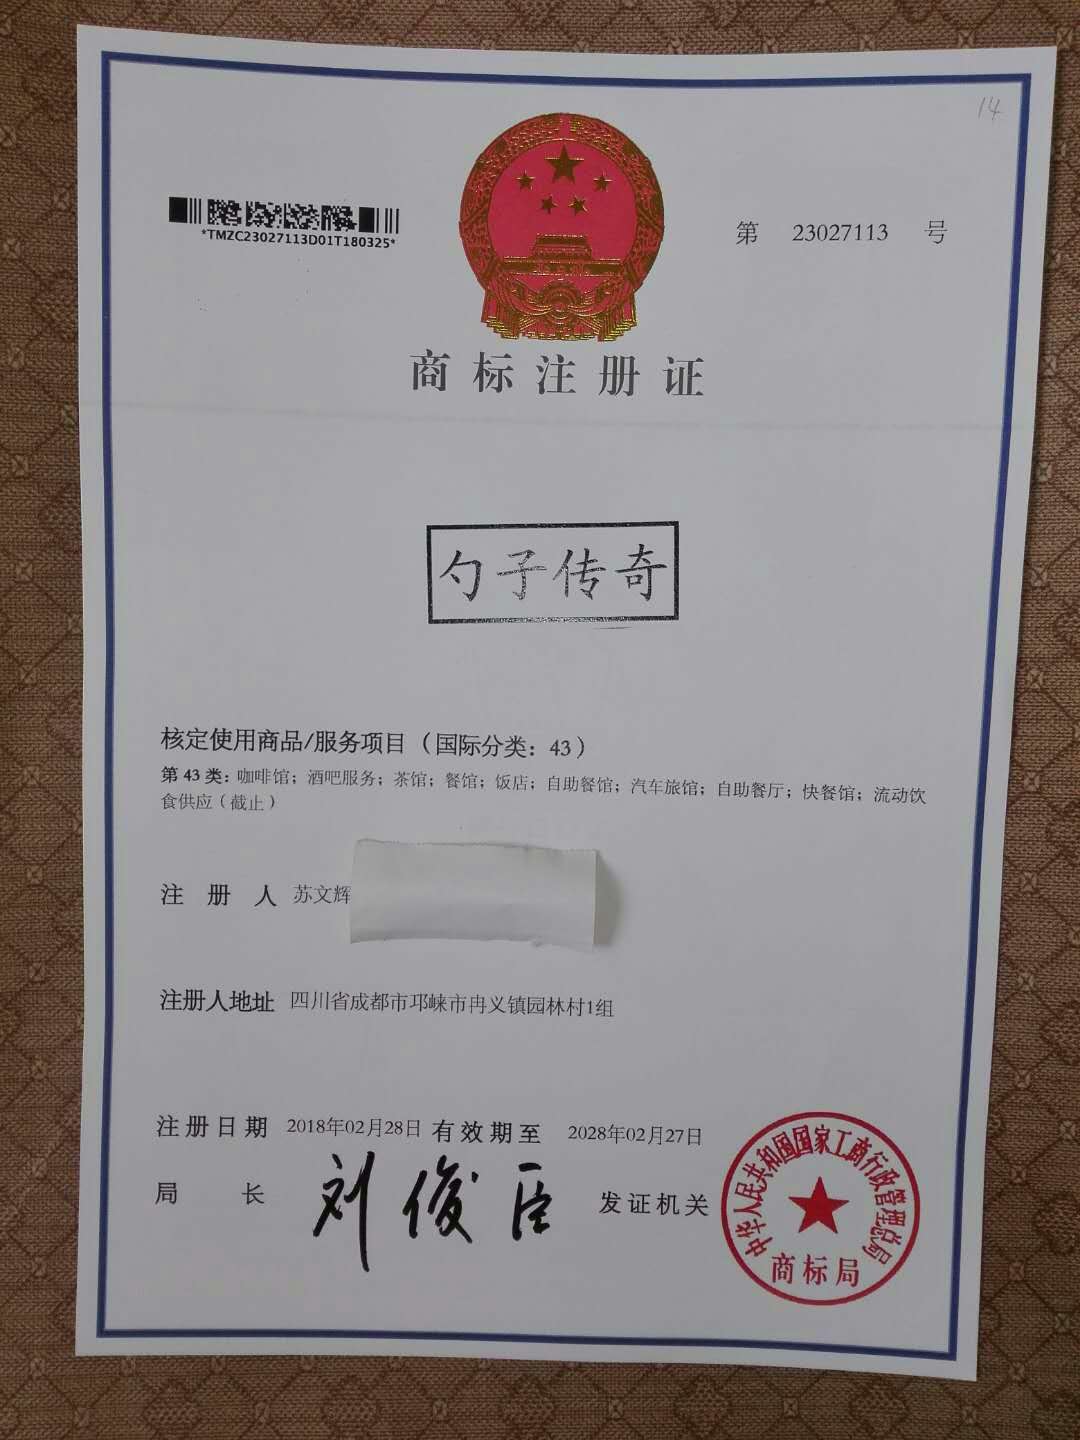 14
*TMZC23027113D01T180325*
第 23027113 号
商标注册证
勺子传奇
核定使用商品/服务项目（国际分类：43）
第 43 类：咖啡馆；酒吧服务；茶馆；餐馆；饭店；自助餐馆；汽车旅馆；自助餐厅；快餐馆；流动饮
食供应（截止）
注册人 苏文辉
注册人地址 四川省成都市邛崃市冉义镇园林村1组
注册日期 2018年02月28日 有效期至 2028年02月27日
局长 刘俊臣 发证机关
中华人民共和国国家工商行政管理总局
商标局